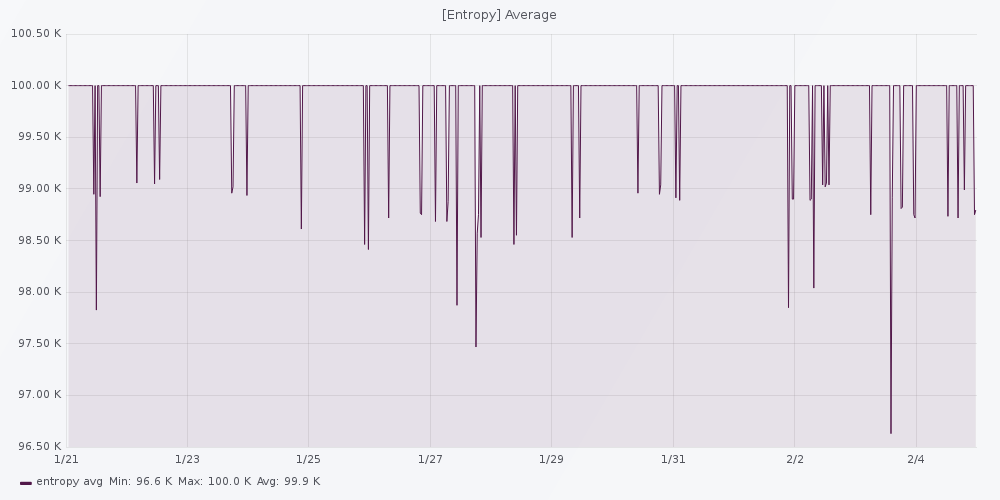 [Entropy] Average
100.50 K
100.00 K
99.50 K
99.00 K
98.50 K
98.00 K
97.50 K
97.00 K
96.50 K
1/21 1/23 1/25 1/27 1/29 1/31 2/2 2/4
entropy avg Min: 96.6 K Max: 100.0 K Avg: 99.9 K